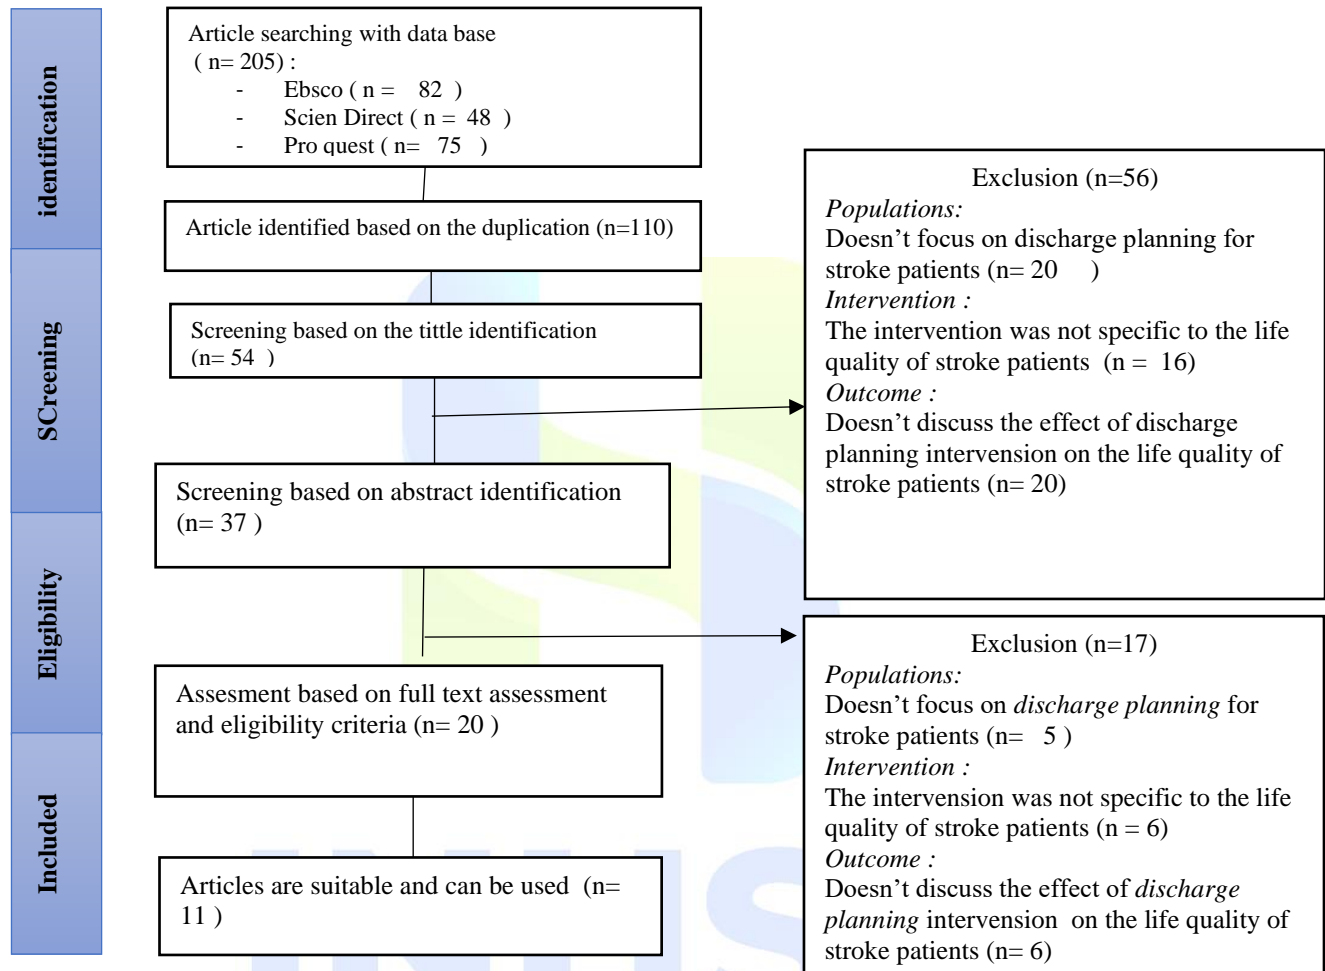 identification
Article searching with data base
( n= 205) :
- Ebsco ( n = 82 )
- Scien Direct ( n = 48 )
- Pro quest ( n= 75 )
Article identified based on the duplication (n=110)
SCreening
Screening based on the tittle identification
(n= 54 )
Exclusion (n=56)
Populations:
Doesn’t focus on discharge planning for
stroke patients (n= 20 )
Intervention :
The intervention was not specific to the life
quality of stroke patients (n = 16)
Outcome :
Doesn’t discuss the effect of discharge
planning intervention on the life quality of
stroke patients (n= 20)
Screening based on abstract identification
(n= 37 )
Eligibility
Assesment based on full text assessment
and eligibility criteria (n= 20 )
Exclusion (n=17)
Populations:
Doesn’t focus on discharge planning for
stroke patients (n= 5 )
Intervention :
The intervension was not specific to the life
quality of stroke patients (n = 6)
Outcome :
Doesn’t discuss the effect of discharge
planning intervension on the life quality of
stroke patients (n= 6)
Included
Articles are suitable and can be used (n=
11 )